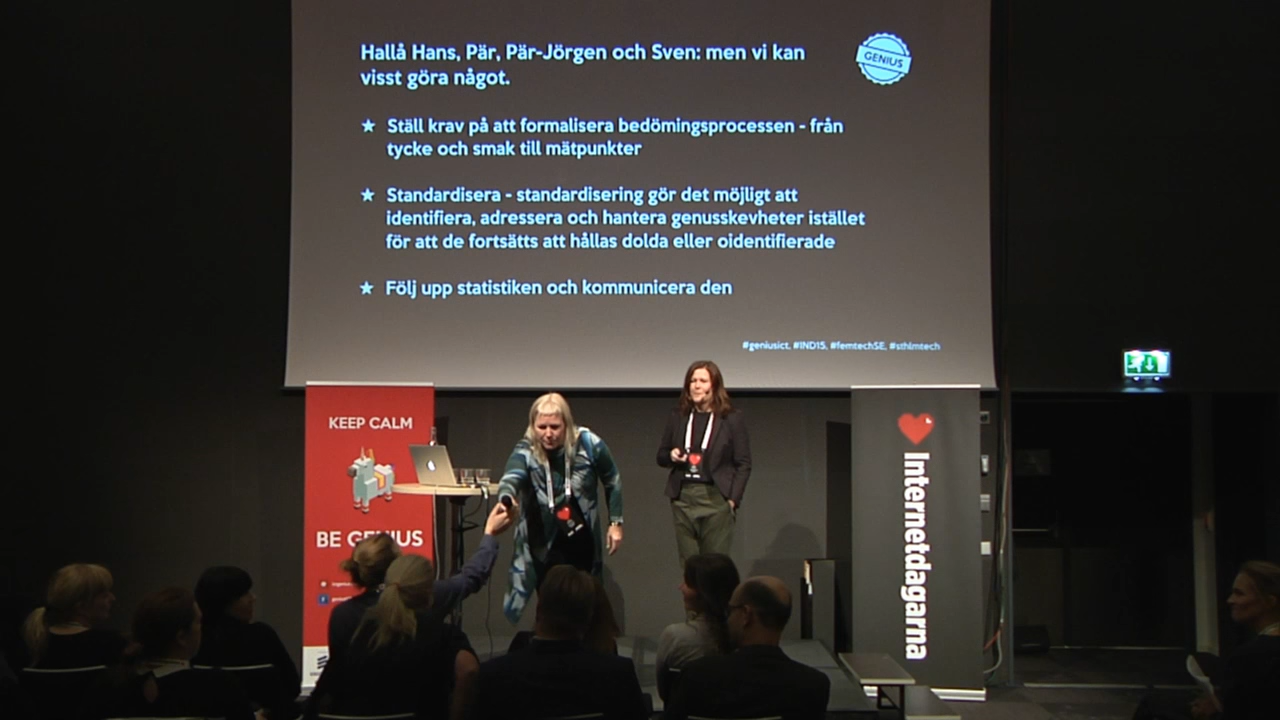 Hallå Hans, Pär, Pär-Jörgen och Sven: men vi kan
visst göra något.
GENIUS
★ Ställ krav på att formalisera bedömingsprocessen - från
tycke och smak till mätpunkter
★ Standardisera - standardisering gör det möjligt att
identifiera, adressera och hantera genusskevheter istället
för att de fortsätts att hållas dolda eller oidentifierade
★ Följ upp statistiken och kommunicera den
#geniusict, #IND15, #femtechSE, #sthlmtech
KEEP CALM
BE GENIUS
Internetdagarna